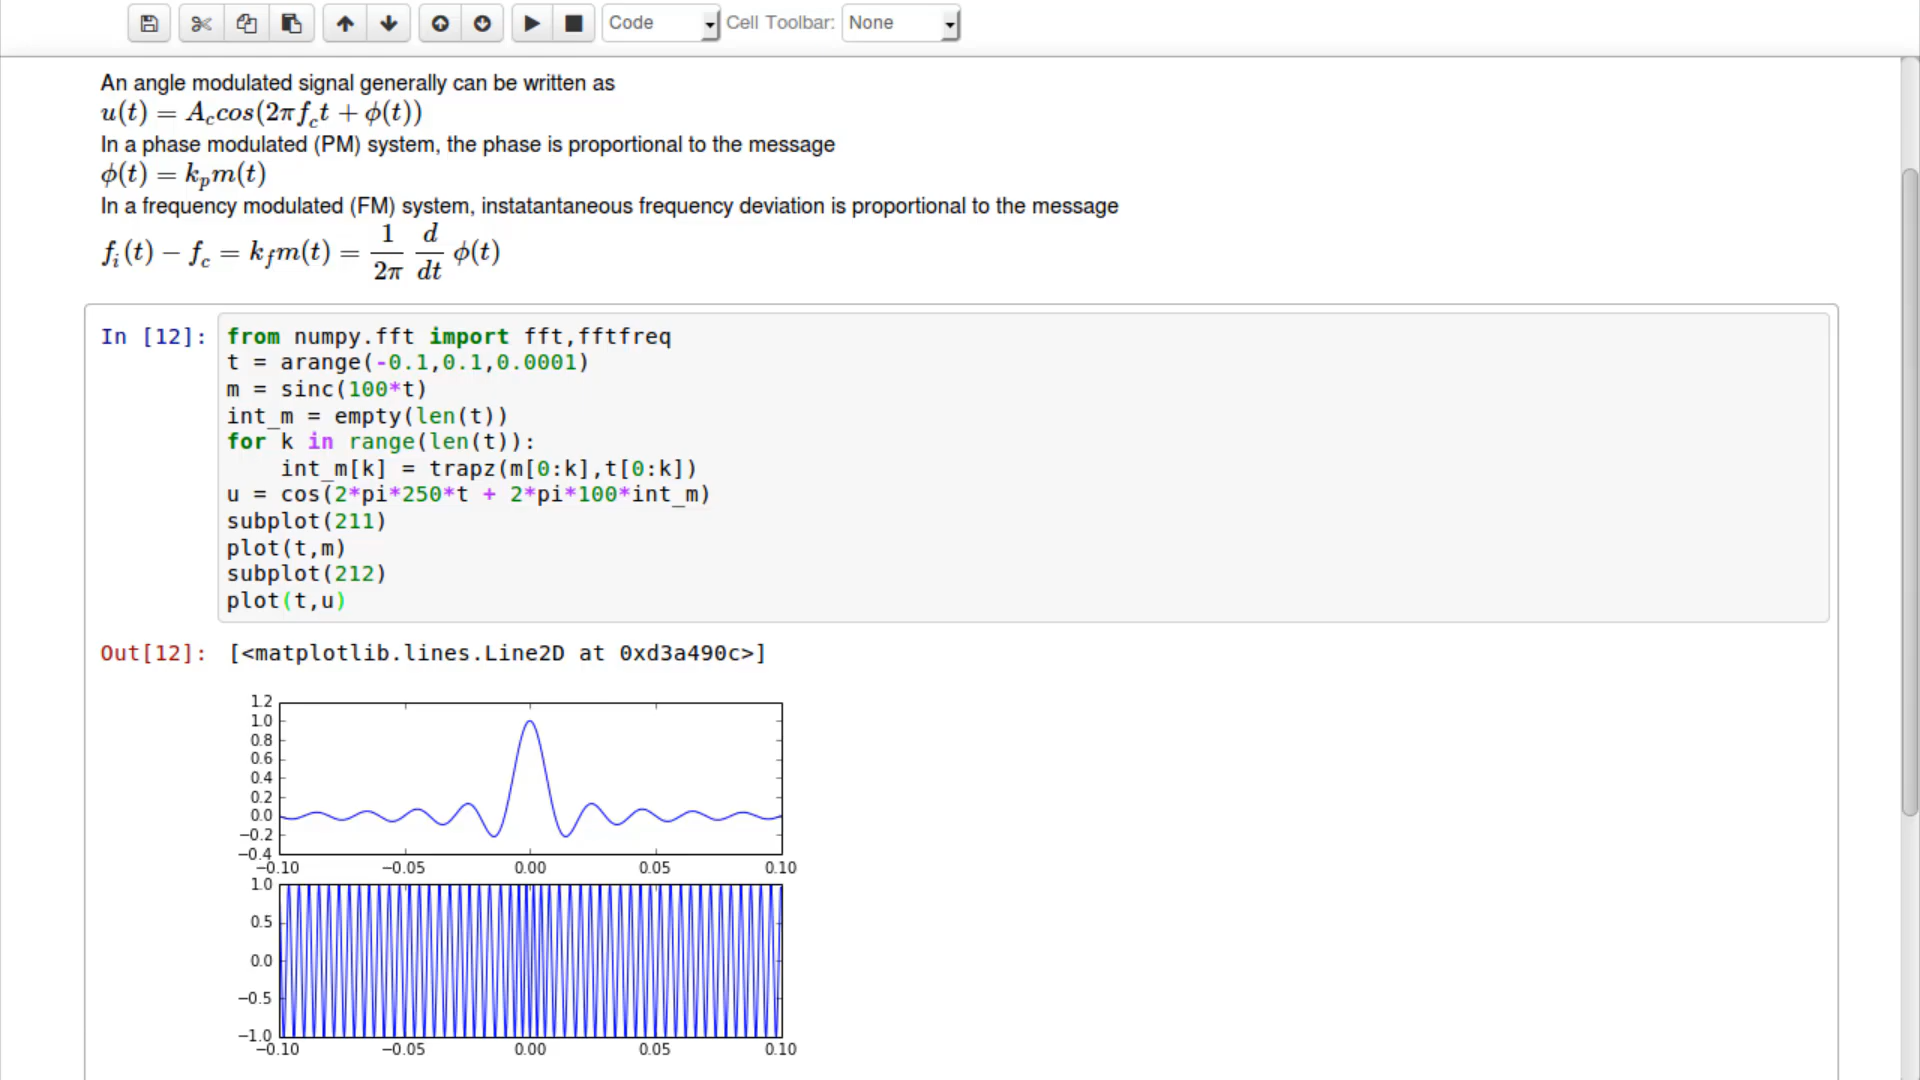 Code Cell Toolbar: None
An angle modulated signal generally can be written as
u(t) = A_c cos(2πf_c t + ϕ(t))
In a phase modulated (PM) system, the phase is proportional to the message
ϕ(t) = k_p m(t)
In a frequency modulated (FM) system, instatantaneous frequency deviation is proportional to the message
f_i(t) − f_c = k_f m(t) = 1/2π d/dt ϕ(t)
In [12]: from numpy.fft import fft,fftfreq
t = arange(-0.1,0.1,0.0001)
m = sinc(100*t)
int_m = empty(len(t))
for k in range(len(t)):
    int_m[k] = trapz(m[0:k],t[0:k])
u = cos(2*pi*250*t + 2*pi*100*int_m)
subplot(211)
plot(t,m)
subplot(212)
plot(t,u)
Out[12]: [<matplotlib.lines.Line2D at 0xd3a490c>]
1.2
1.0
0.8
0.6
0.4
0.2
0.0
−0.2
−0.4
−0.10 −0.05 0.00 0.05 0.10
1.0
0.5
0.0
−0.5
−1.0
−0.10 −0.05 0.00 0.05 0.10